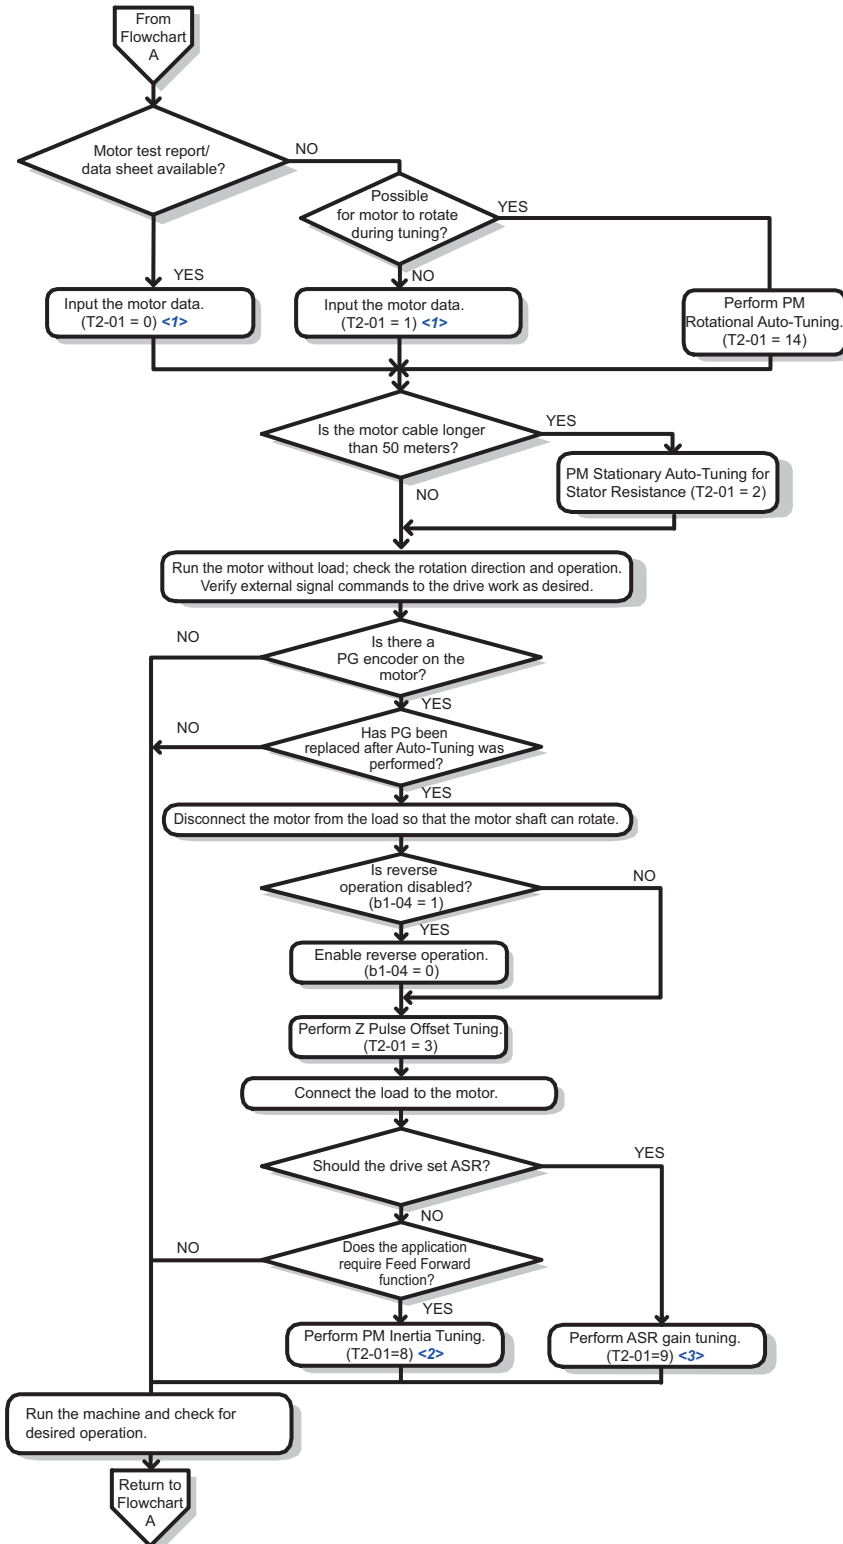 From
Flowchart
A
Motor test report/
data sheet available?
NO
Possible
for motor to rotate
during tuning?
YES
YES
NO
Input the motor data.
(T2-01 = 0) <1>
Input the motor data.
(T2-01 = 1) <1>
Perform PM
Rotational Auto-Tuning.
(T2-01 = 14)
Is the motor cable longer
than 50 meters?
YES
NO
PM Stationary Auto-Tuning for
Stator Resistance (T2-01 = 2)
Run the motor without load; check the rotation direction and operation.
Verify external signal commands to the drive work as desired.
NO
Is there a
PG encoder on the
motor?
YES
NO
Has PG been
replaced after Auto-Tuning was
performed?
YES
Disconnect the motor from the load so that the motor shaft can rotate.
Is reverse
operation disabled?
(b1-04 = 1)
NO
YES
Enable reverse operation.
(b1-04 = 0)
Perform Z Pulse Offset Tuning.
(T2-01 = 3)
Connect the load to the motor.
Should the drive set ASR?
YES
NO
NO
Does the application
require Feed Forward
function?
YES
Perform PM Inertia Tuning.
(T2-01=8) <2>
Perform ASR gain tuning.
(T2-01=9) <3>
Run the machine and check for
desired operation.
Return to
Flowchart
A